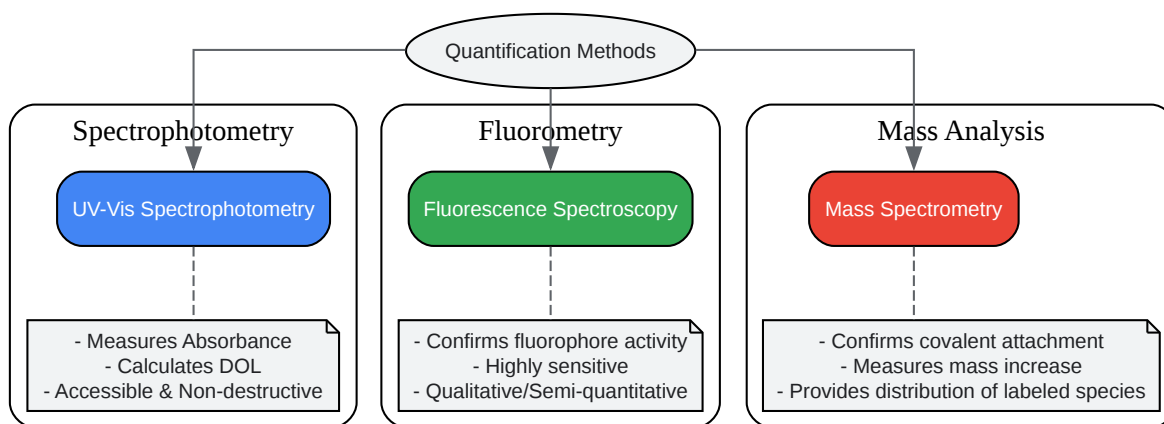 Quantification Methods
Spectrophotometry
UV-Vis Spectrophotometry
- Measures Absorbance
- Calculates DOL
- Accessible & Non-destructive
Fluorometry
Fluorescence Spectroscopy
- Confirms fluorophore activity
- Highly sensitive
- Qualitative/Semi-quantitative
Mass Analysis
Mass Spectrometry
- Confirms covalent attachment
- Measures mass increase
- Provides distribution of labeled species